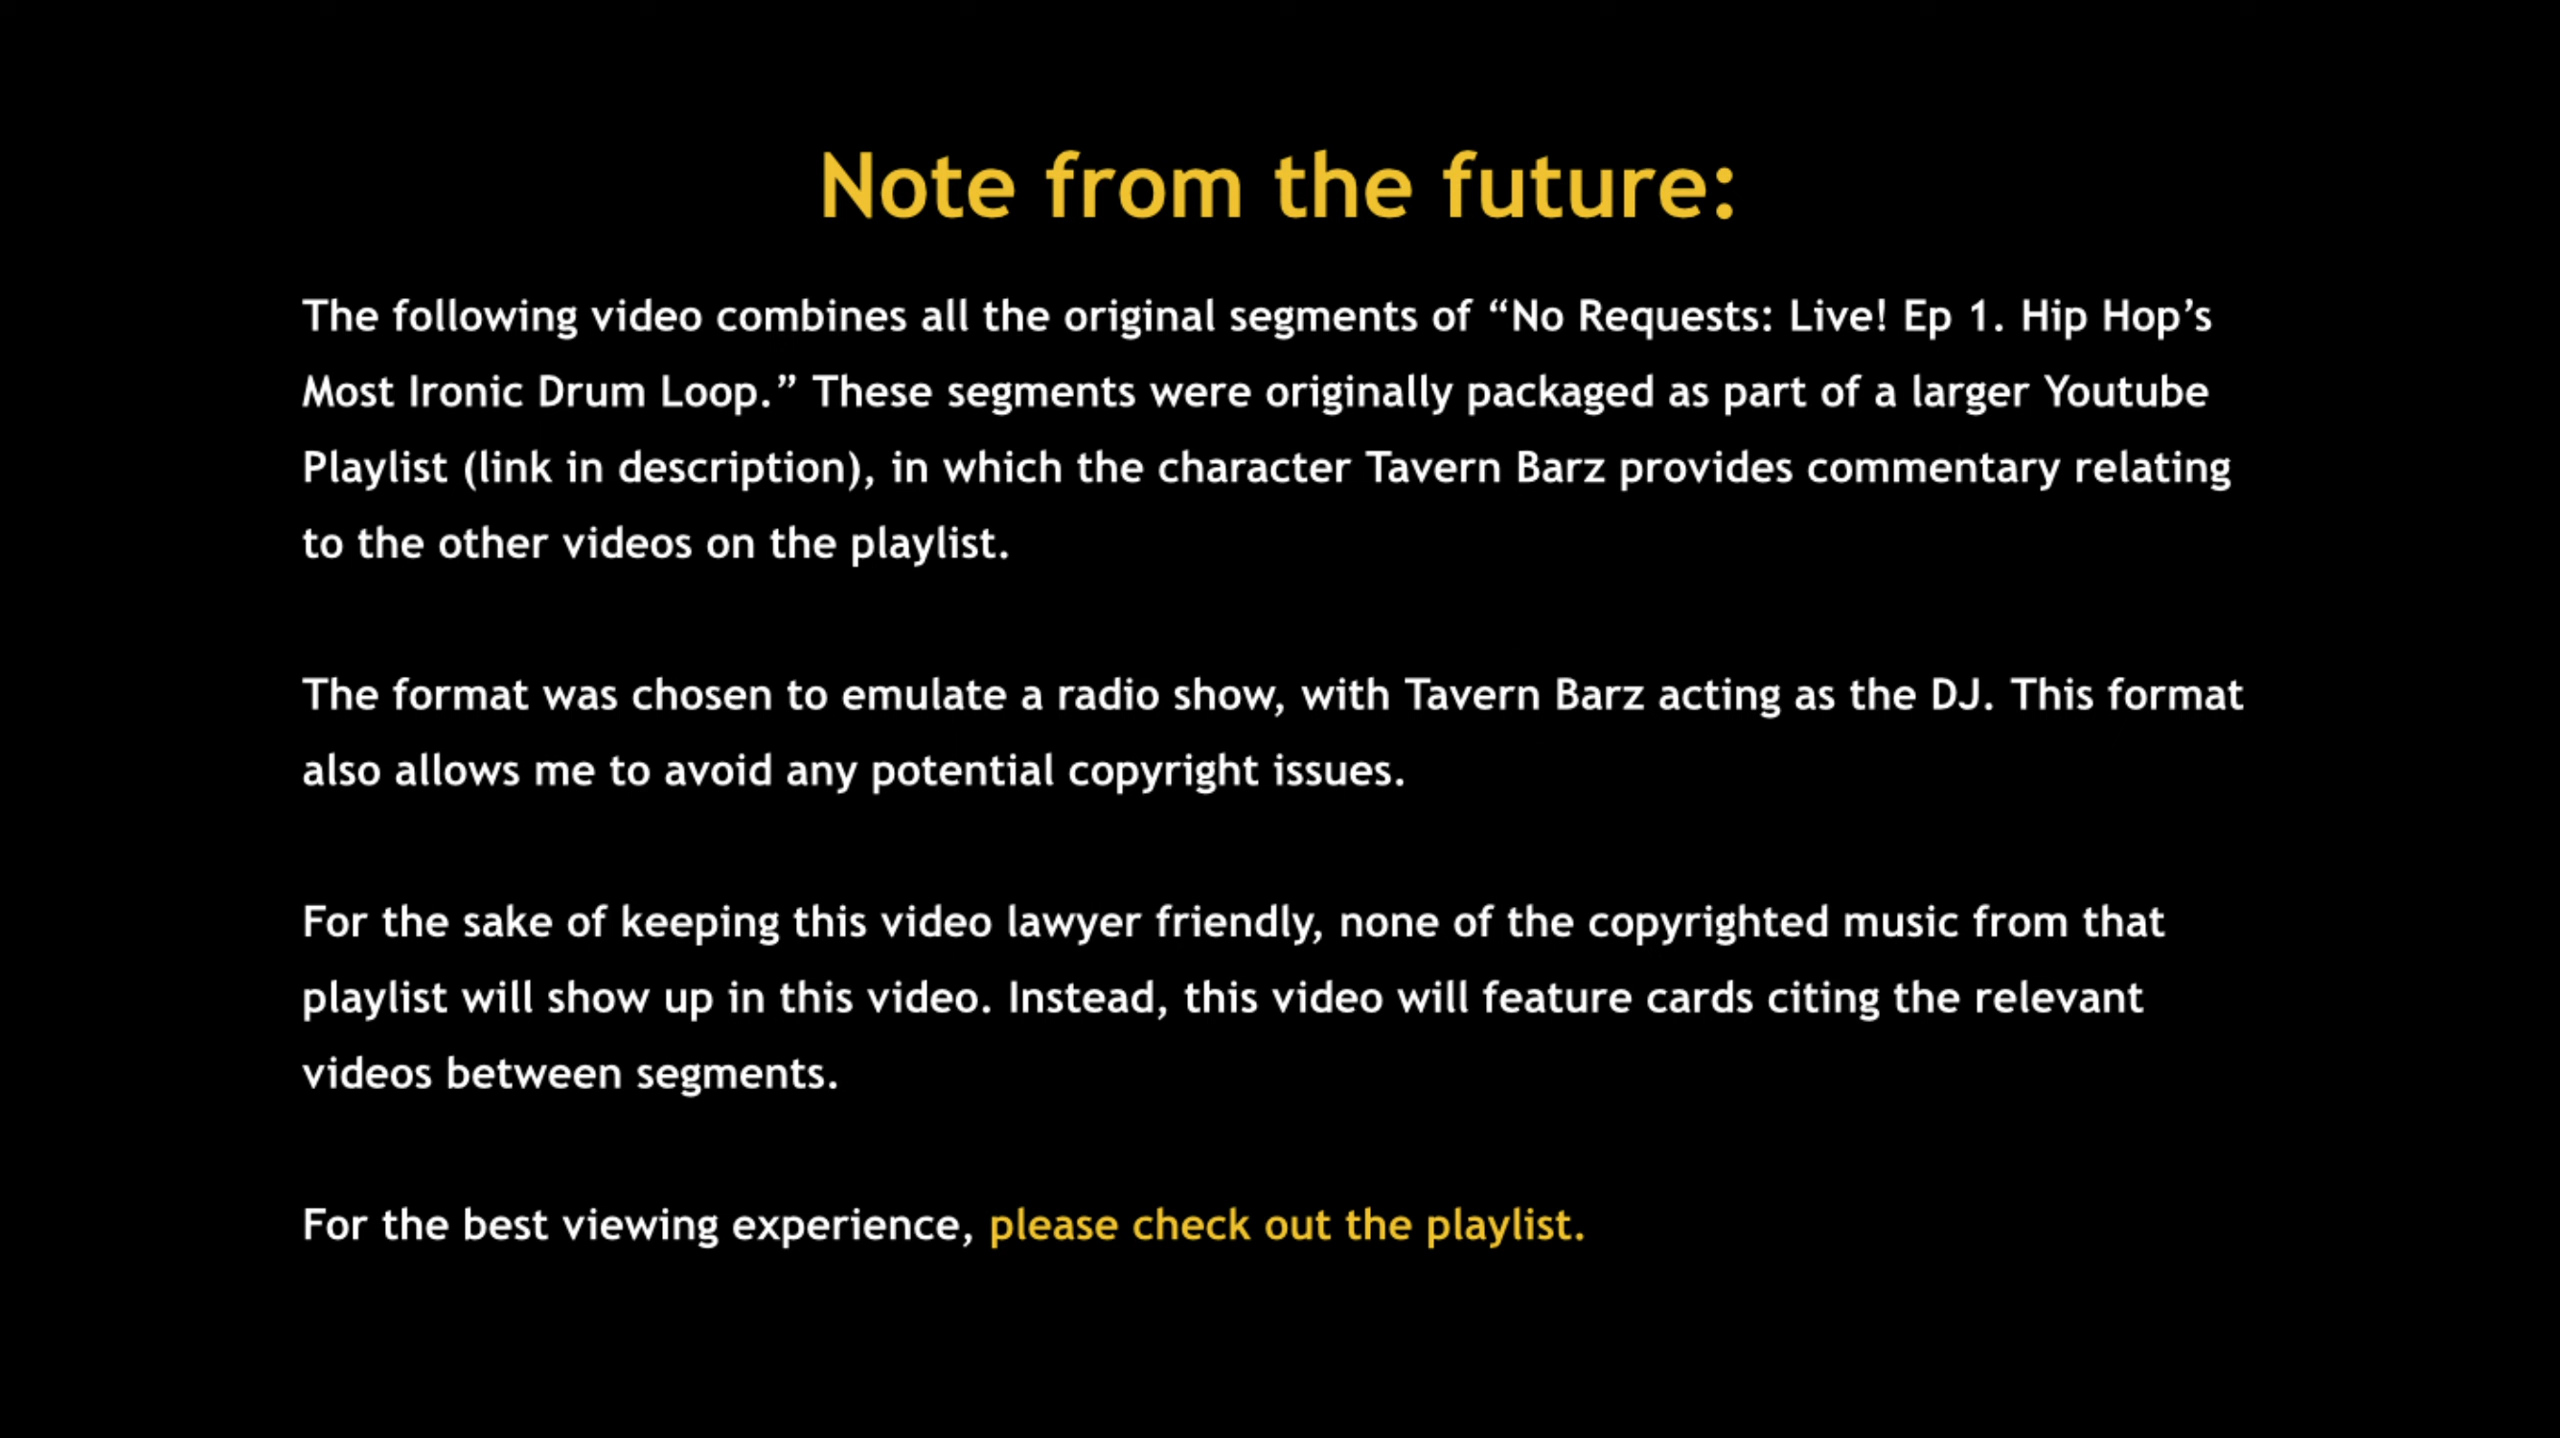 Note from the future:
The following video combines all the original segments of “No Requests: Live! Ep 1. Hip Hop’s
Most Ironic Drum Loop.” These segments were originally packaged as part of a larger Youtube
Playlist (link in description), in which the character Tavern Barz provides commentary relating
to the other videos on the playlist.
The format was chosen to emulate a radio show, with Tavern Barz acting as the DJ. This format
also allows me to avoid any potential copyright issues.
For the sake of keeping this video lawyer friendly, none of the copyrighted music from that
playlist will show up in this video. Instead, this video will feature cards citing the relevant
videos between segments.
For the best viewing experience, please check out the playlist.